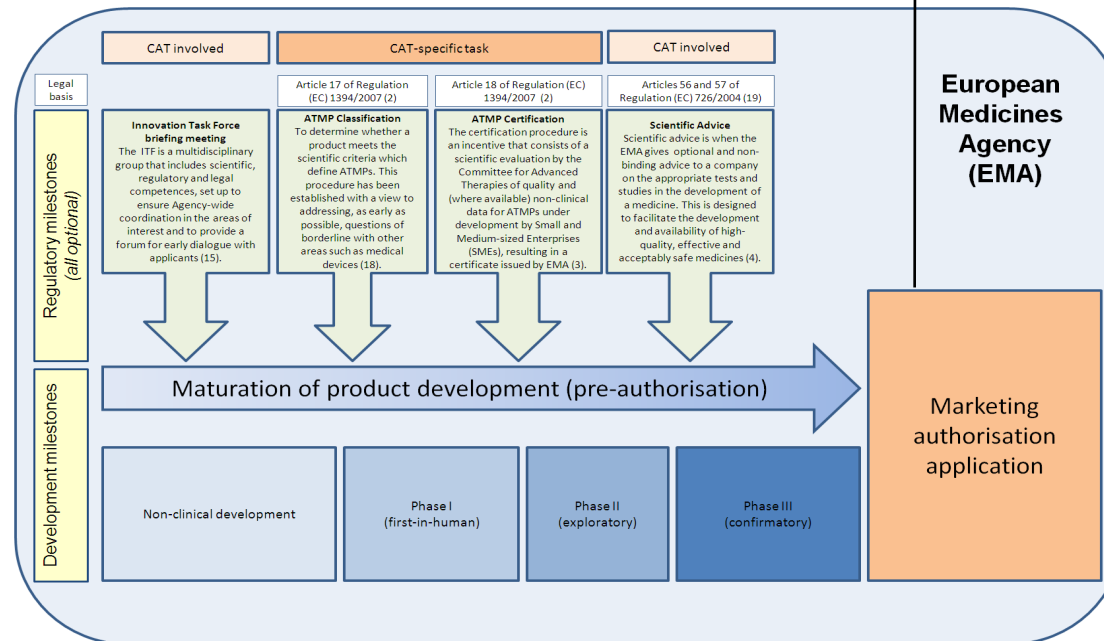 CAT involved
CAT-specific task
CAT involved
European
Medicines
Agency
(EMA)
Legal
basis
Article 17 of Regulation
(EC) 1394/2007 (2)
Article 18 of Regulation (EC)
1394/2007 (2)
Articles 56 and 57 of
Regulation (EC) 726/2004 (19)
Regulatory milestones
(all optional)
Innovation Task Force
briefing meeting
The ITF is a multidisciplinary
group that includes scientific,
regulatory and legal
competences, set up to
ensure Agency-wide
coordination in the areas of
interest and to provide a
forum for early dialogue with
applicants (15).
ATMP Classification
To determine whether a
product meets the
scientific criteria which
define ATMPs. This
procedure has been
established with a view to
addressing, as early as
possible, questions of
borderline with other
areas such as medical
devices (18).
ATMP Certification
The certification procedure is
an incentive that consists of
a scientific evaluation by the
Committee for Advanced
Therapies of quality and
(where available) non-clinical
data for ATMPs under
development by Small and
Medium-sized Enterprises
(SMEs), resulting in a
certificate issued by EMA (3).
Scientific Advice
Scientific advice is when the
EMA gives optional and non-
binding advice to a company
on the appropriate tests and
studies in the development of
a medicine. This is designed
to facilitate the development
and availability of high-
quality, effective and
acceptably safe medicines (4).
Maturation of product development (pre-authorisation)
Marketing
authorisation
application
Development milestones
Non-clinical development
Phase I
(first-in-human)
Phase II
(exploratory)
Phase III
(confirmatory)